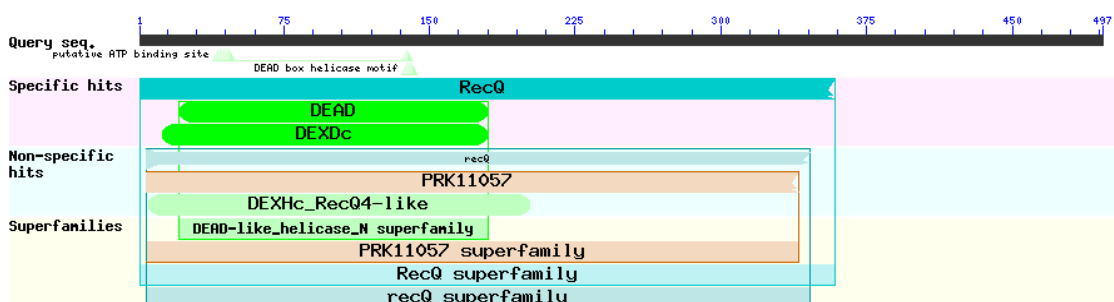 1 75 150 225 300 375 450 497
Query seq.
putative ATP binding site
DEAD box helicase motif
Specific hits
RecQ
DEAD
DEXDc
Non-specific
hits
recQ
PRK11057
DEXHc_RecQ4-like
Superfamilies
DEAD-like_helicase_N superfamily
PRK11057 superfamily
RecQ superfamily
recQ superfamily